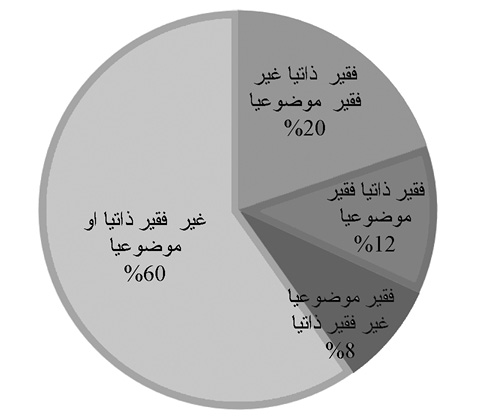 فقير ذاتيا غير
فقير موضوعيا
%20
فقير ذاتيا فقير
موضوعيا
%12
فقير موضوعيا
غير فقير ذاتيا
%8
غير فقير ذاتيا او
موضوعيا
%60